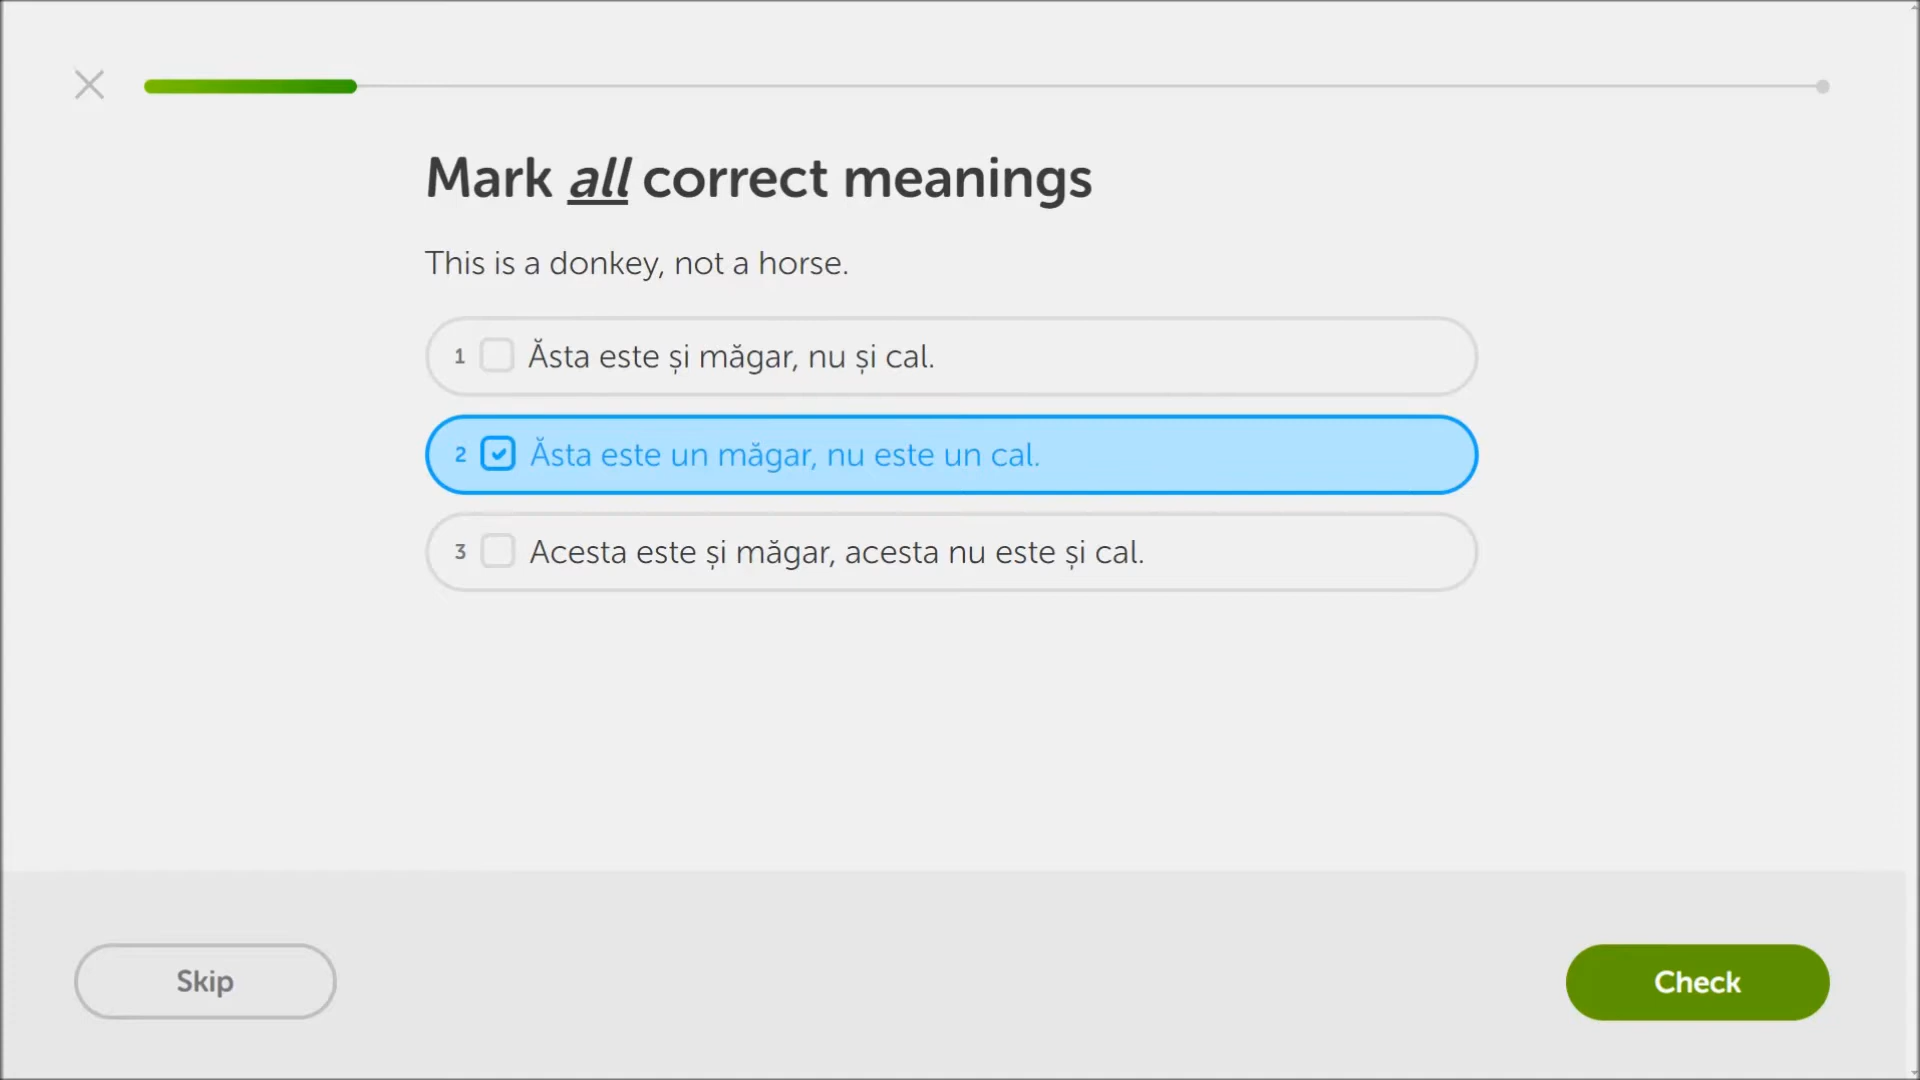 Mark all correct meanings
This is a donkey, not a horse.
1 Ăsta este și măgar, nu și cal.
2 Ăsta este un măgar, nu este un cal.
3 Acesta este și măgar, acesta nu este și cal.
Skip
Check